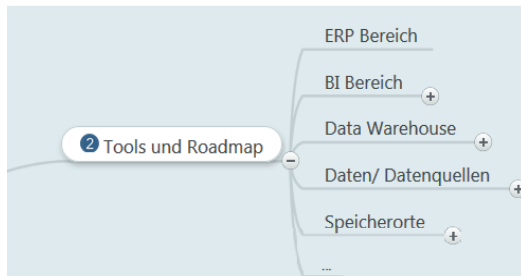 ERP Bereich
BI Bereich
Data Warehouse
2 Tools und Roadmap
Daten/ Datenquellen
Speicherorte
...